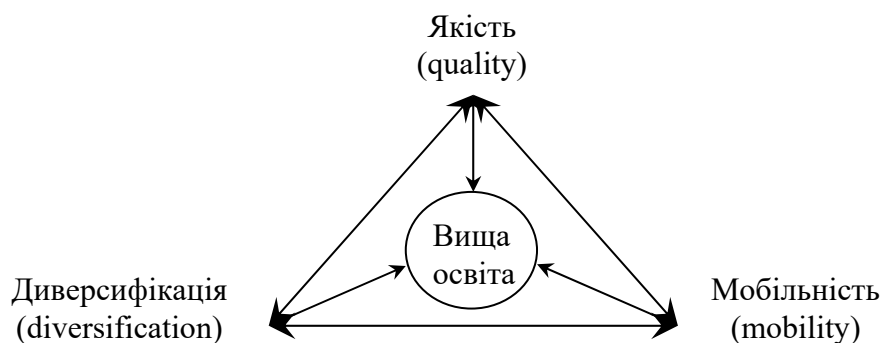 Якість
(quality)
Вища
освіта
Диверсифікація
(diversification)
Мобільність
(mobility)